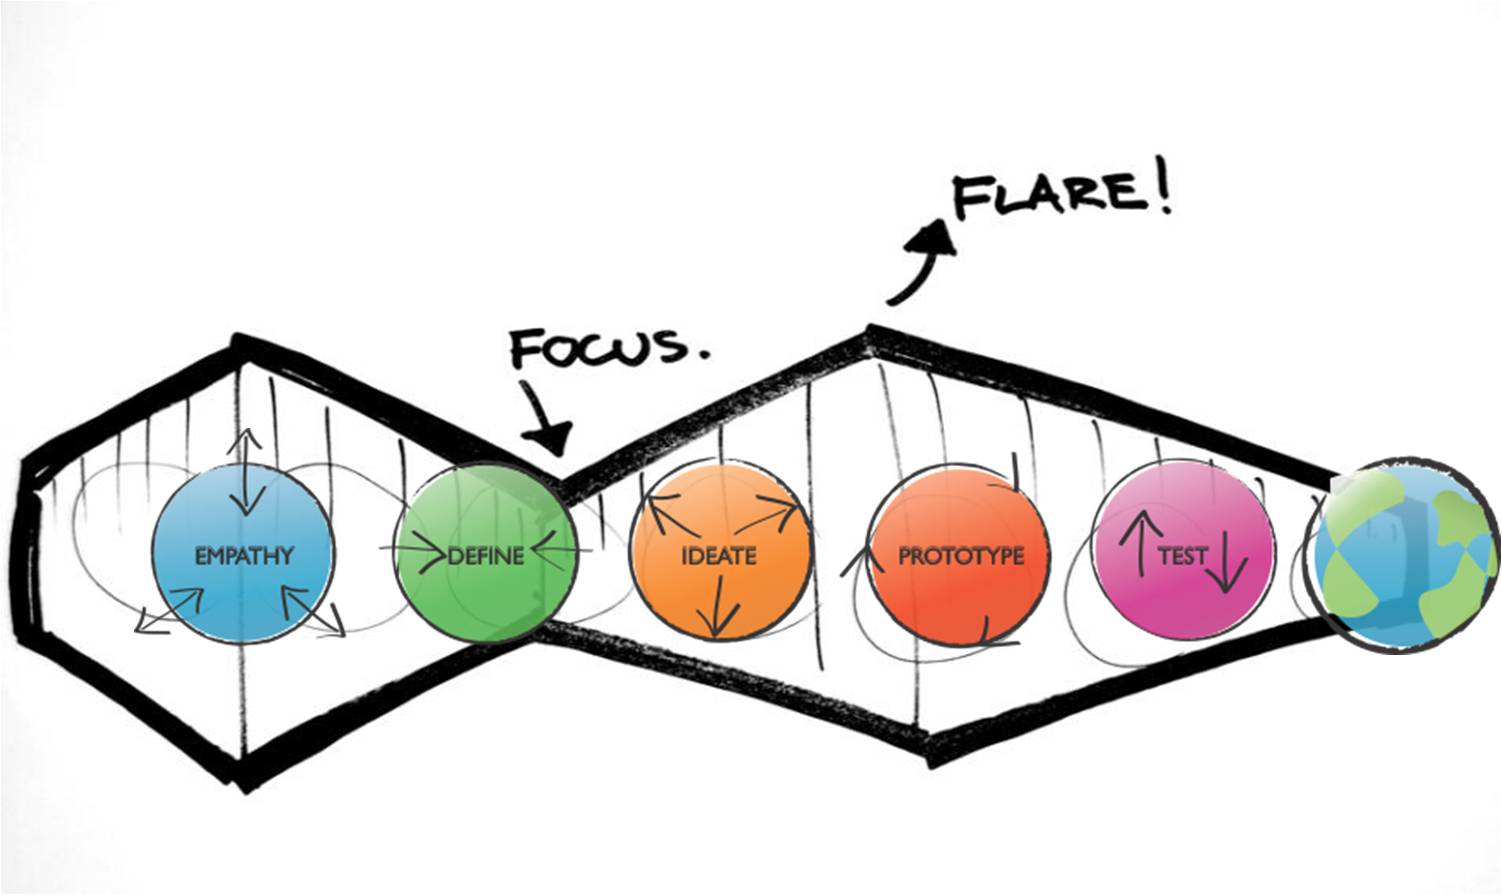 FLARE!
FOCUS.
EMPATHY
DEFINE
IDEATE
PROTOTYPE
TEST